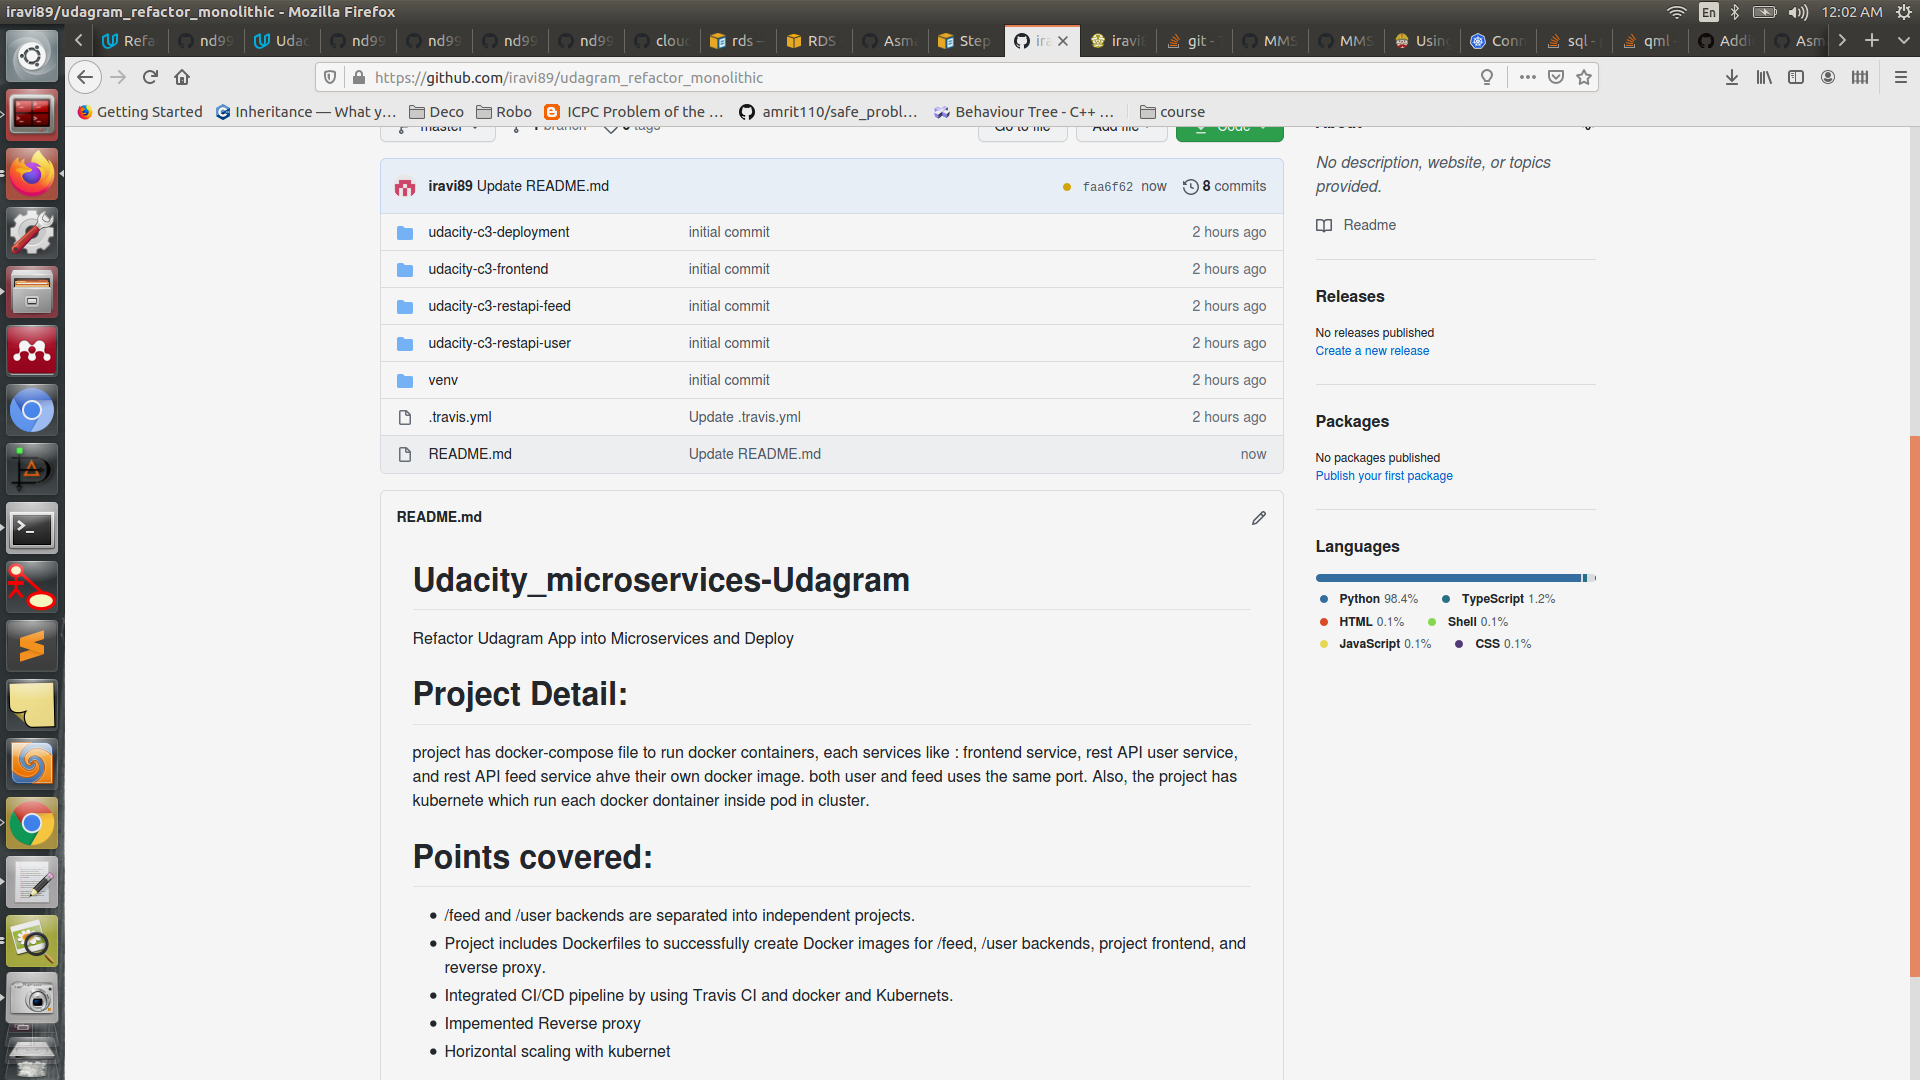 iravi89/udagram_refactor_monolithic - Mozilla Firefox
En
12:02 AM
Refa
nd99
Udac
nd99
nd99
nd99
nd99
clou
rds –
RDS
Asm
Step
ira
iravi
git -
MMS
MMS
Usin
Conn
sql -
qml
Addi
Asm
https://github.com/iravi89/udagram_refactor_monolithic
Getting Started
Inheritance — What y…
Deco
Robo
ICPC Problem of the …
amrit110/safe_probl…
Behaviour Tree - C++ …
course
master
1 branch
0 tags
Go to file
Add file
Code
About
iravi89 Update README.md
faa6f62 now
8 commits
udacity-c3-deployment initial commit 2 hours ago
udacity-c3-frontend initial commit 2 hours ago
udacity-c3-restapi-feed initial commit 2 hours ago
udacity-c3-restapi-user initial commit 2 hours ago
venv initial commit 2 hours ago
.travis.yml Update .travis.yml 2 hours ago
README.md Update README.md now
README.md
Udacity_microservices-Udagram
Refactor Udagram App into Microservices and Deploy
Project Detail:
project has docker-compose file to run docker containers, each services like : frontend service, rest API user service,
and rest API feed service ahve their own docker image. both user and feed uses the same port. Also, the project has
kubernete which run each docker dontainer inside pod in cluster.
Points covered:
/feed and /user backends are separated into independent projects.
Project includes Dockerfiles to successfully create Docker images for /feed, /user backends, project frontend, and
reverse proxy.
Integrated CI/CD pipeline by using Travis CI and docker and Kubernets.
Impemented Reverse proxy
Horizontal scaling with kubernet
No description, website, or topics
provided.
Readme
Releases
No releases published
Create a new release
Packages
No packages published
Publish your first package
Languages
Python 98.4% TypeScript 1.2%
HTML 0.1% Shell 0.1%
JavaScript 0.1% CSS 0.1%